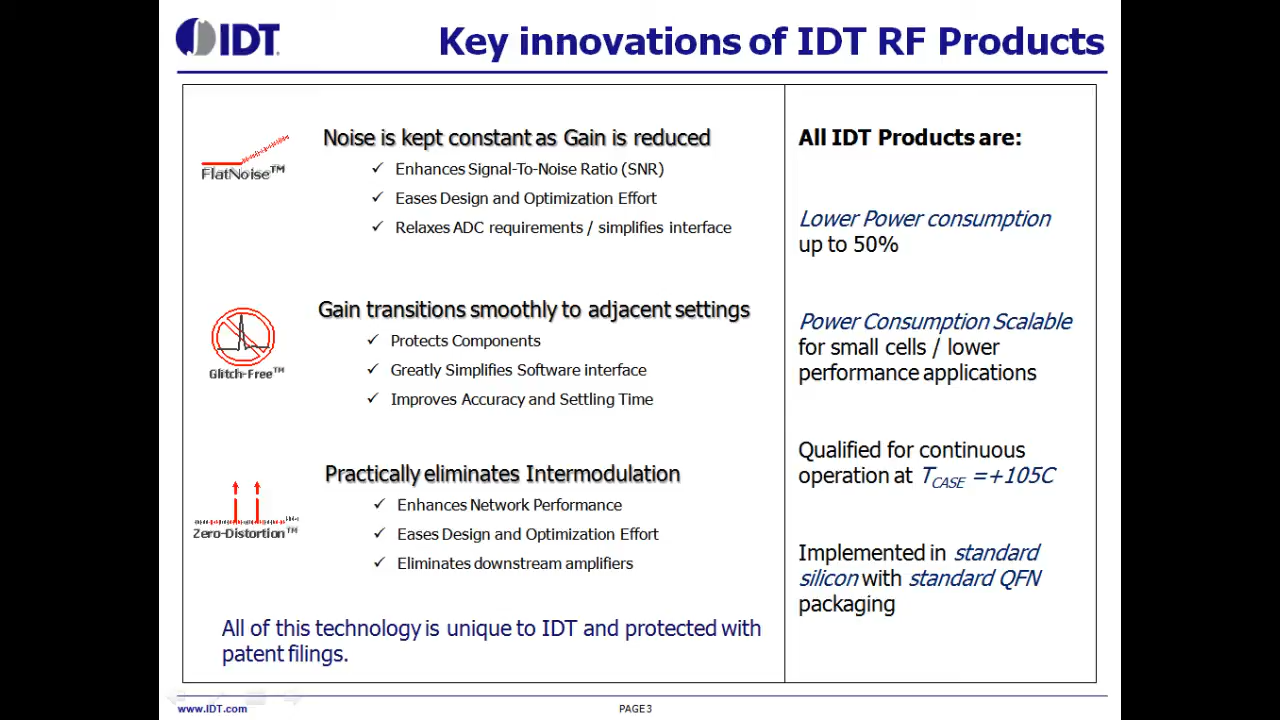 IDT
Key innovations of IDT RF Products
FlatNoise™
Noise is kept constant as Gain is reduced
✓ Enhances Signal-To-Noise Ratio (SNR)
✓ Eases Design and Optimization Effort
✓ Relaxes ADC requirements / simplifies interface
Glitch-Free™
Gain transitions smoothly to adjacent settings
✓ Protects Components
✓ Greatly Simplifies Software interface
✓ Improves Accuracy and Settling Time
Zero-Distortion™
Practically eliminates Intermodulation
✓ Enhances Network Performance
✓ Eases Design and Optimization Effort
✓ Eliminates downstream amplifiers
All of this technology is unique to IDT and protected with
patent filings.
All IDT Products are:
Lower Power consumption
up to 50%
Power Consumption Scalable
for small cells / lower
performance applications
Qualified for continuous
operation at TCASE =+105C
Implemented in standard
silicon with standard QFN
packaging
www.IDT.com
PAGE 3